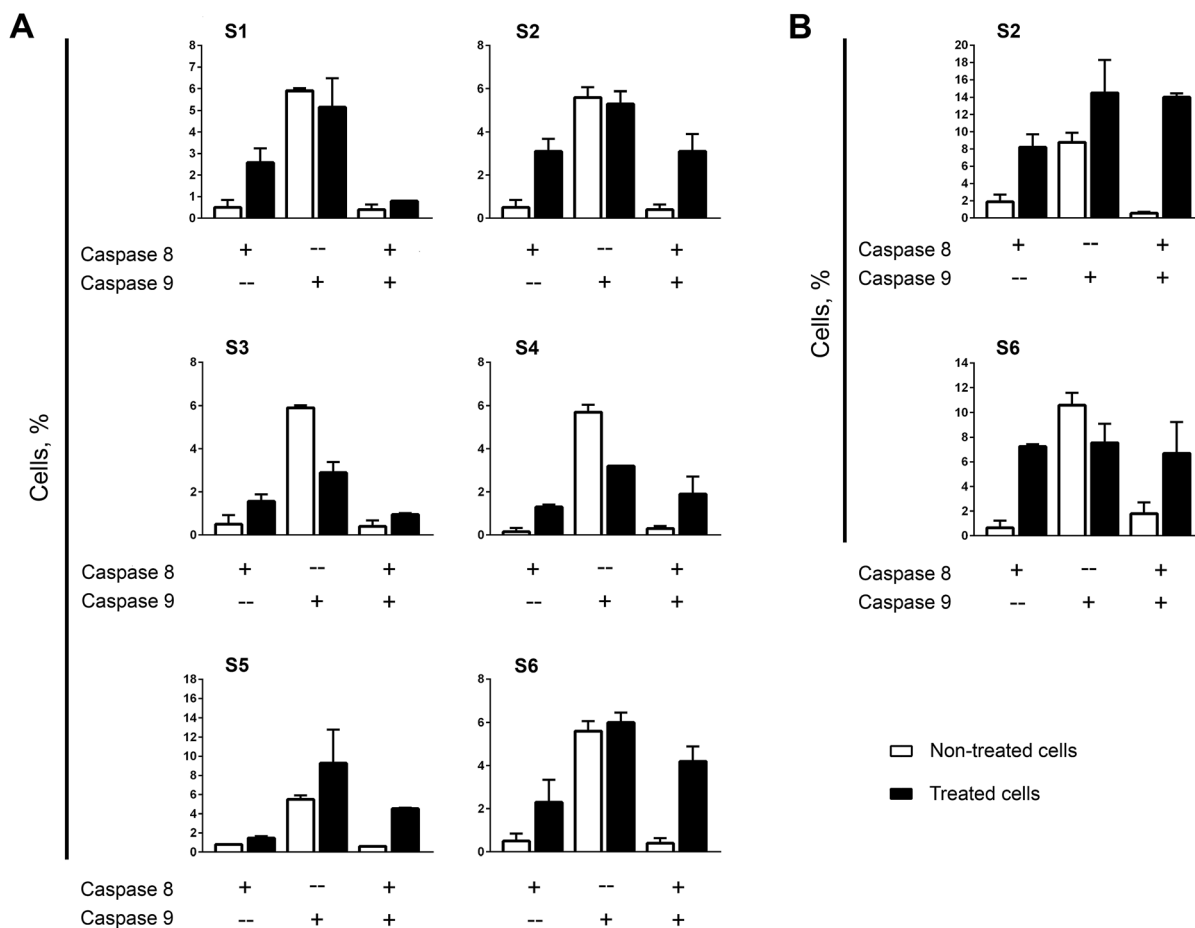 A
B
Cells, %
S1
8
7
6
5
4
3
2
1
0
Caspase 8 + -- +
Caspase 9 -- + +
S2
8
6
4
2
0
+ -- +
-- + +
S3
8
6
4
2
0
Caspase 8 + -- +
Caspase 9 -- + +
S4
8
6
4
2
0
+ -- +
-- + +
S5
18
16
14
12
10
8
6
4
2
0
Caspase 8 + -- +
Caspase 9 -- + +
S6
8
6
4
2
0
+ -- +
-- + +
Cells, %
S2
20
18
16
14
12
10
8
6
4
2
0
Caspase 8 + -- +
Caspase 9 -- + +
S6
14
12
10
8
6
4
2
0
Caspase 8 + -- +
Caspase 9 -- + +
Non-treated cells
Treated cells